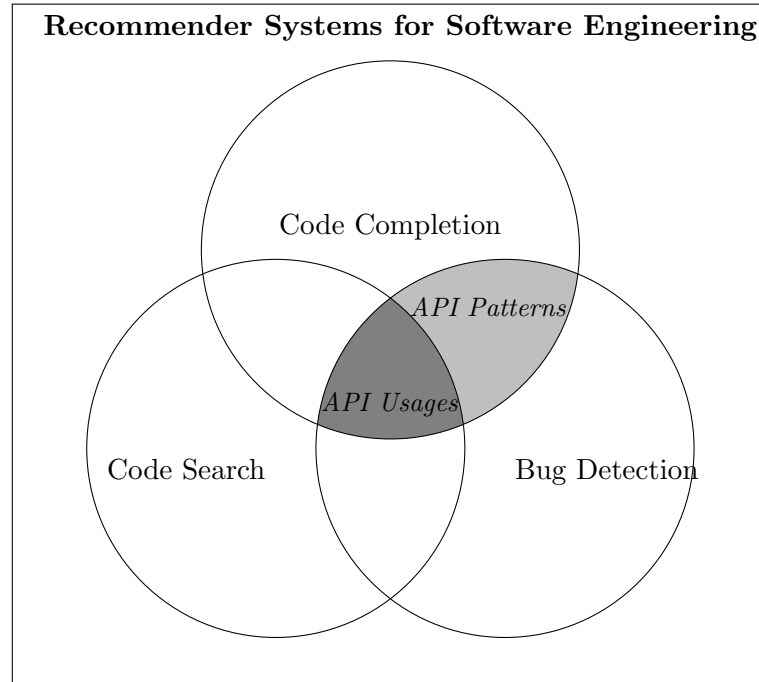 Recommender Systems for Software Engineering
Code Completion
API Patterns
API Usages
Code Search
Bug Detection